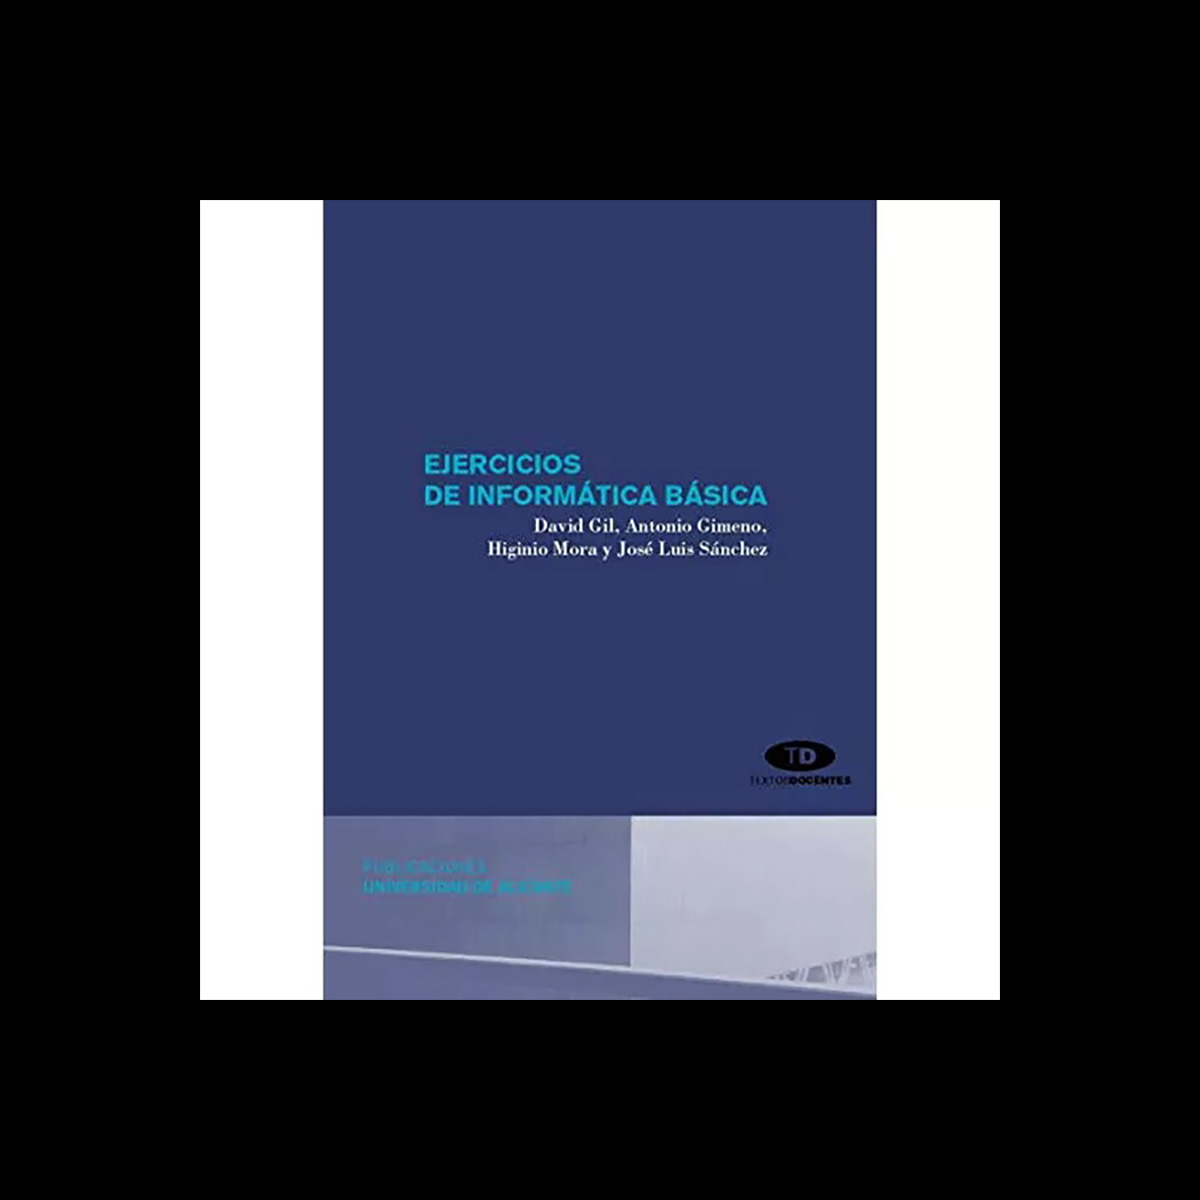 EJERCICIOS
DE INFORMÁTICA BÁSICA
David Gil, Antonio Gimeno,
Higinio Mora y José Luis Sánchez
TD
TEXTOSDOCENTES
PUBLICACIONES
UNIVERSIDAD DE ALICANTE